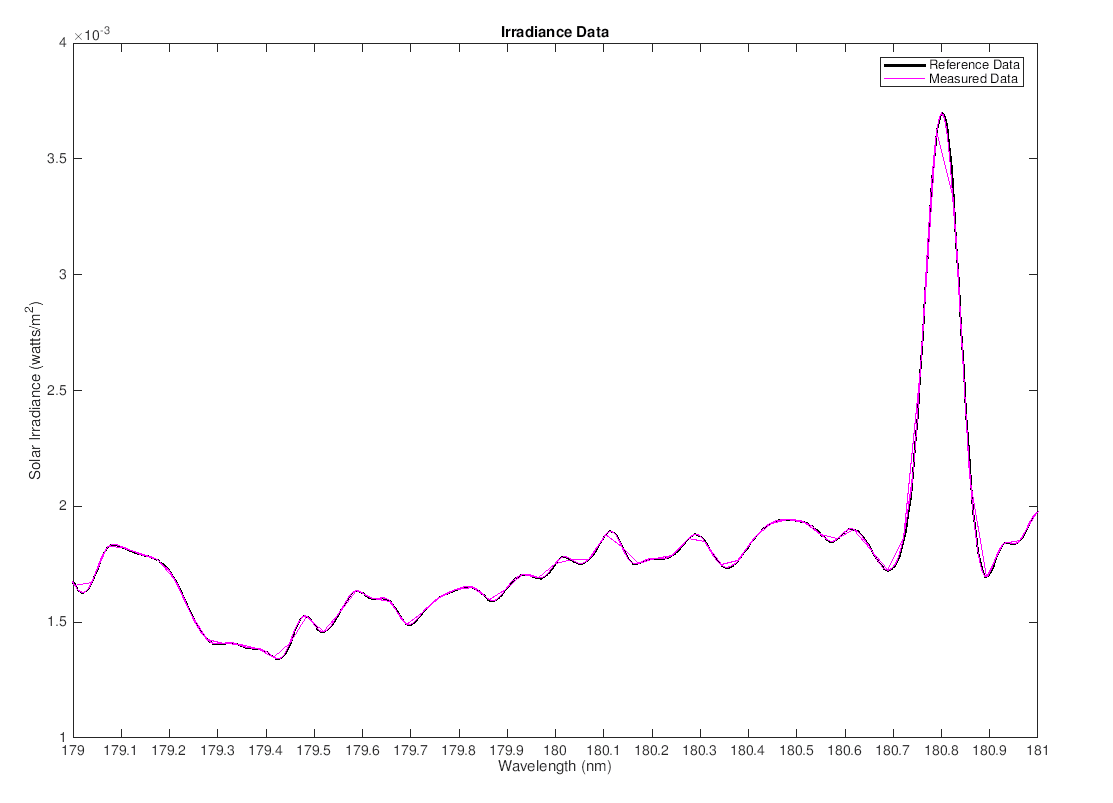 Irradiance Data
×10-3
4
3.5
3
2.5
2
1.5
1
Solar Irradiance (watts/m2)
Reference Data
Measured Data
179 179.1 179.2 179.3 179.4 179.5 179.6 179.7 179.8 179.9 180 180.1 180.2 180.3 180.4 180.5 180.6 180.7 180.8 180.9 181
Wavelength (nm)